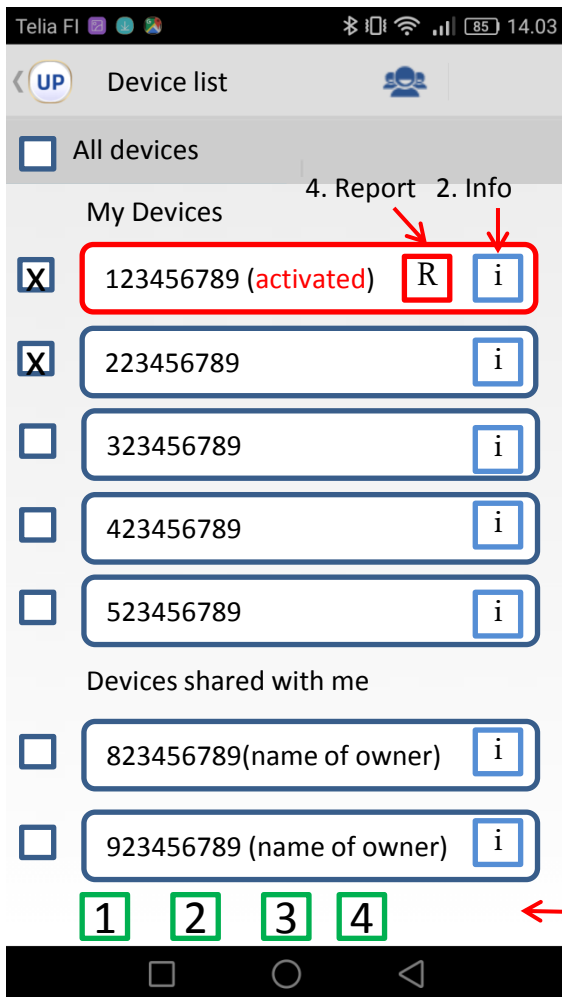 Telia FI 85 14.03
UP Device list
All devices
4. Report 2. Info
My Devices
X 123456789 (activated) R i
X 223456789 i
323456789 i
423456789 i
523456789 i
Devices shared with me
823456789(name of owner) i
923456789 (name of owner) i
1 2 3 4